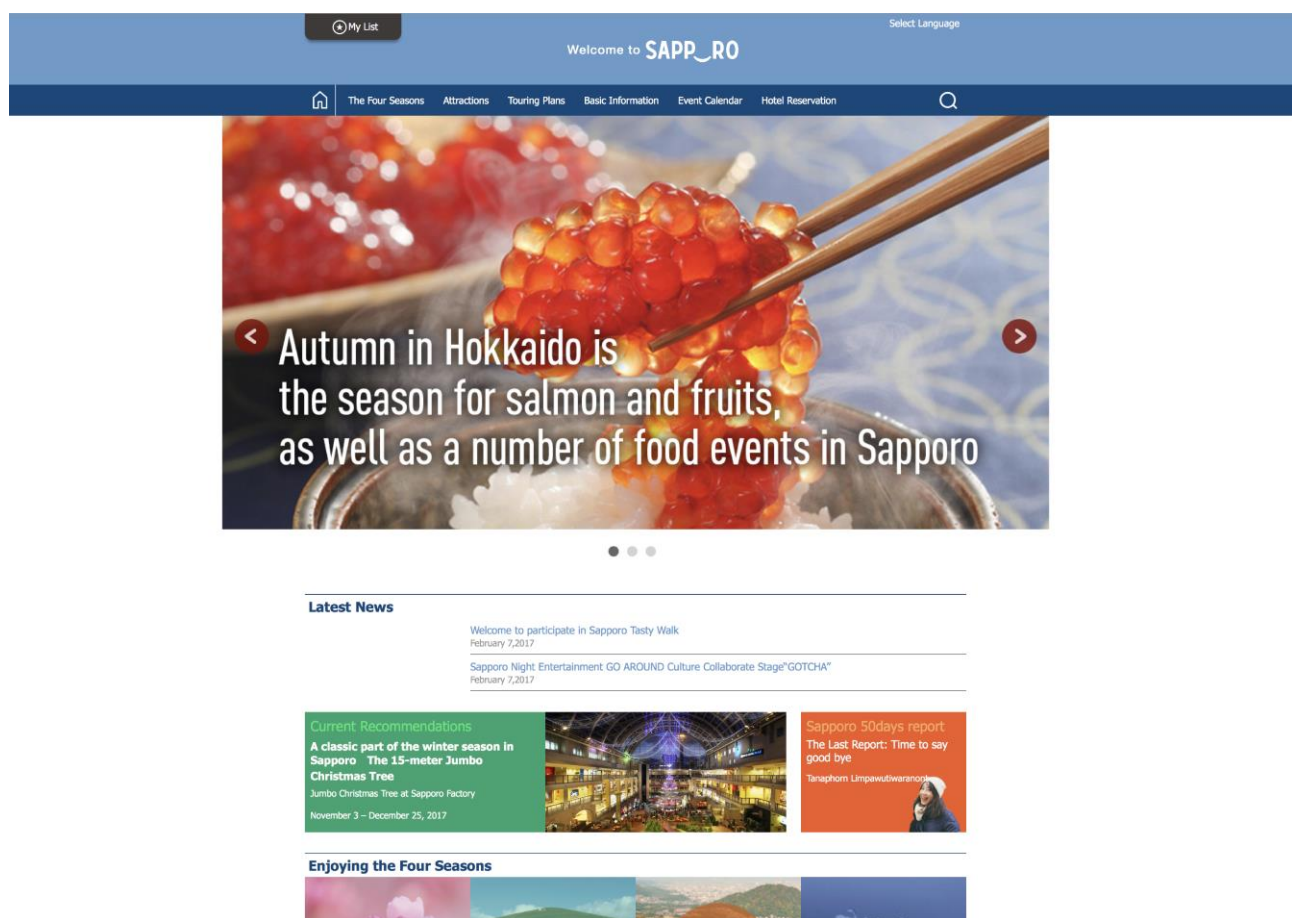 My List
Select Language
Welcome to SAPP‿RO
The Four Seasons Attractions Touring Plans Basic Information Event Calendar Hotel Reservation
Autumn in Hokkaido is
the season for salmon and fruits,
as well as a number of food events in Sapporo
Latest News
Welcome to participate in Sapporo Tasty Walk
February 7,2017
Sapporo Night Entertainment GO AROUND Culture Collaborate Stage"GOTCHA"
February 7,2017
Current Recommendations
A classic part of the winter season in
Sapporo The 15-meter Jumbo
Christmas Tree
Jumbo Christmas Tree at Sapporo Factory
November 3 – December 25, 2017
Sapporo 50days report
The Last Report: Time to say
good bye
Tanaphorn Limpawutiwaranont
Enjoying the Four Seasons